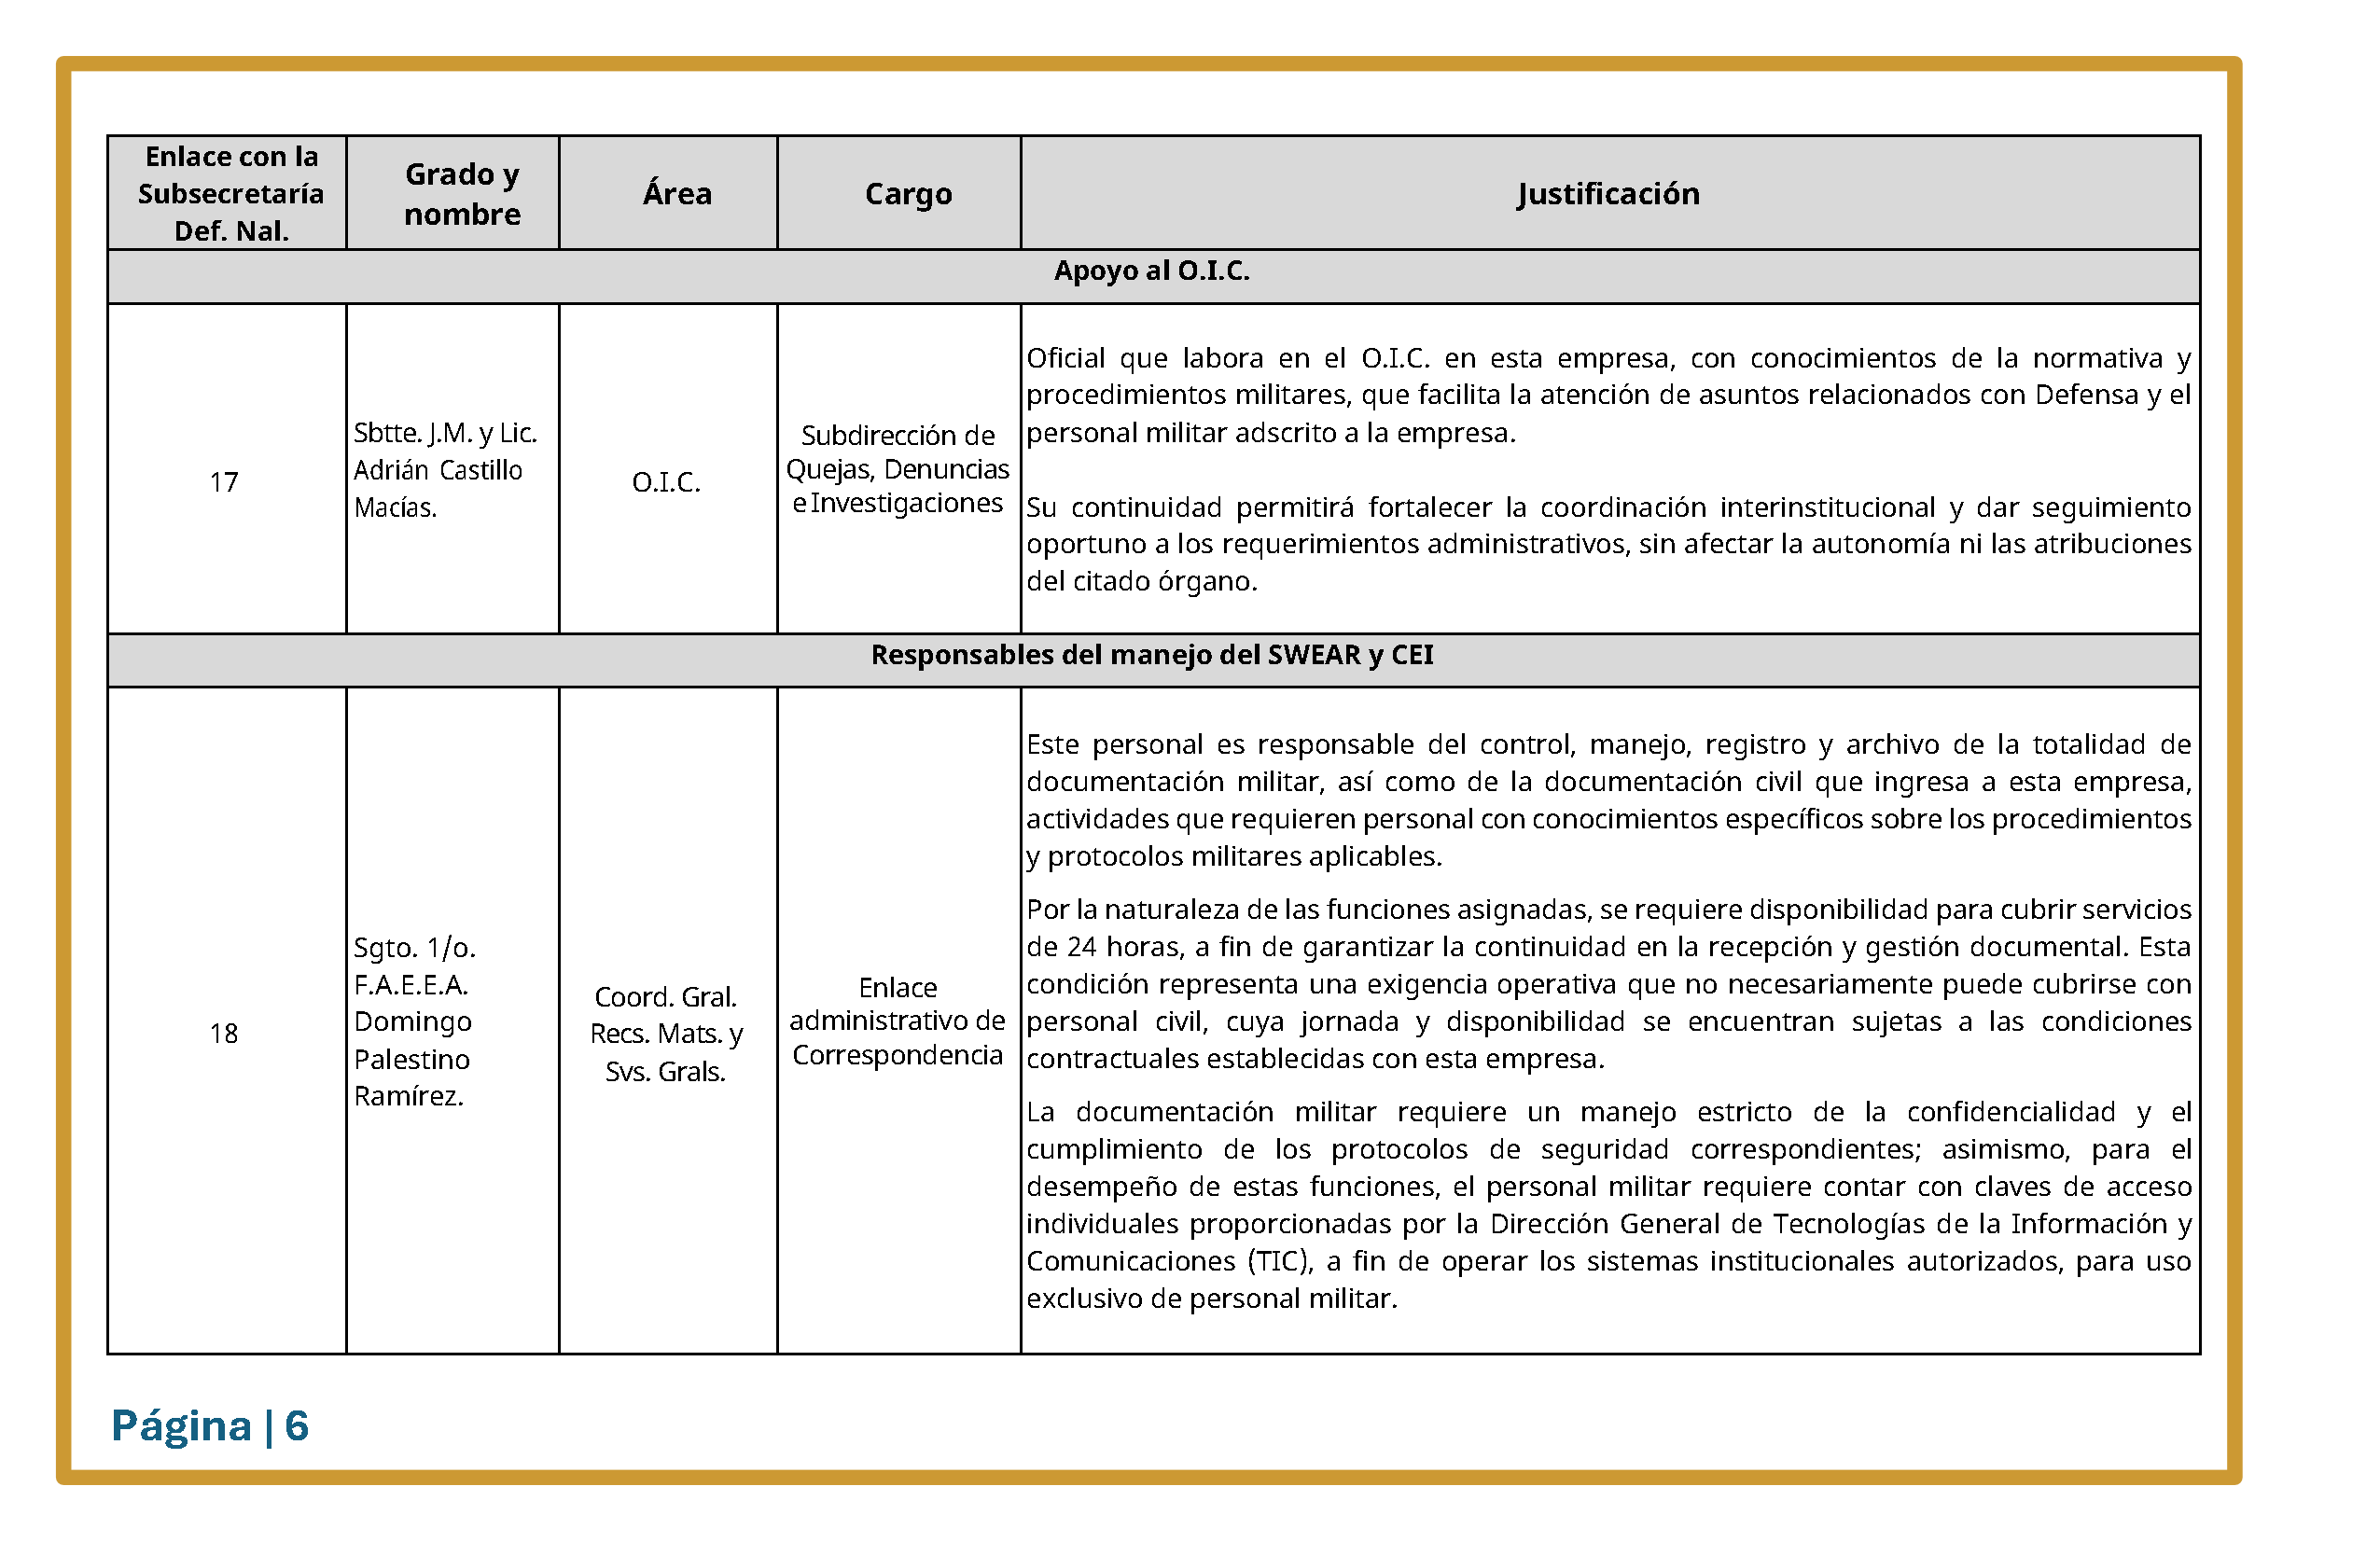 Enlace con la
Subsecretaría
Def. Nal.
Grado y
nombre
Área
Cargo
Justificación
Apoyo al O.I.C.
17
Sbtte. J.M. y Lic.
Adrián Castillo
Macías.
O.I.C.
Subdirección de
Quejas, Denuncias
e Investigaciones
Oficial que labora en el O.I.C. en esta empresa, con conocimientos de la normativa y
procedimientos militares, que facilita la atención de asuntos relacionados con Defensa y el
personal militar adscrito a la empresa.
Su continuidad permitirá fortalecer la coordinación interinstitucional y dar seguimiento
oportuno a los requerimientos administrativos, sin afectar la autonomía ni las atribuciones
del citado órgano.
Responsables del manejo del SWEAR y CEI
18
Sgto. 1/o.
F.A.E.E.A.
Domingo
Palestino
Ramírez.
Coord. Gral.
Recs. Mats. y
Svs. Grals.
Enlace
administrativo de
Correspondencia
Este personal es responsable del control, manejo, registro y archivo de la totalidad de
documentación militar, así como de la documentación civil que ingresa a esta empresa,
actividades que requieren personal con conocimientos específicos sobre los procedimientos
y protocolos militares aplicables.
Por la naturaleza de las funciones asignadas, se requiere disponibilidad para cubrir servicios
de 24 horas, a fin de garantizar la continuidad en la recepción y gestión documental. Esta
condición representa una exigencia operativa que no necesariamente puede cubrirse con
personal civil, cuya jornada y disponibilidad se encuentran sujetas a las condiciones
contractuales establecidas con esta empresa.
La documentación militar requiere un manejo estricto de la confidencialidad y el
cumplimiento de los protocolos de seguridad correspondientes; asimismo, para el
desempeño de estas funciones, el personal militar requiere contar con claves de acceso
individuales proporcionadas por la Dirección General de Tecnologías de la Información y
Comunicaciones (TIC), a fin de operar los sistemas institucionales autorizados, para uso
exclusivo de personal militar.
Página | 6